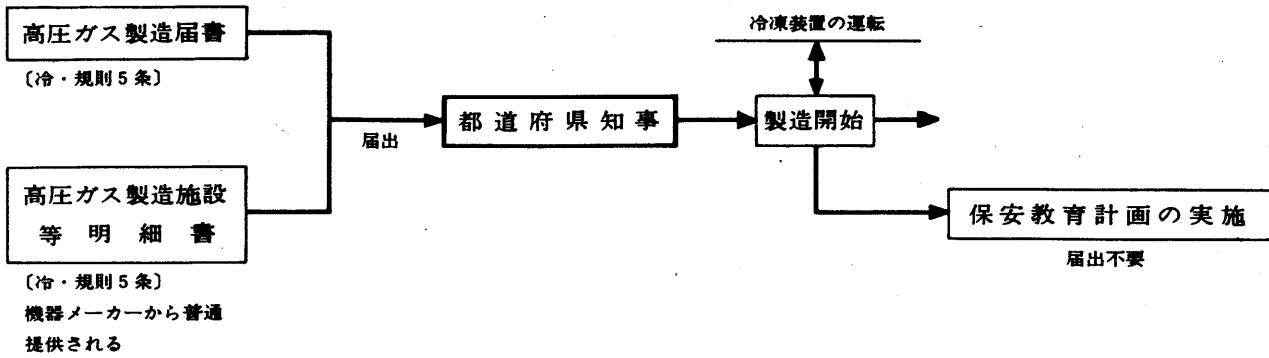 高圧ガス製造届書
〔冷・規則5条〕
高圧ガス製造施設
等明細書
〔冷・規則5条〕
機器メーカーから普通
提供される
届出
都道府県知事
冷凍装置の運転
製造開始
保安教育計画の実施
届出不要